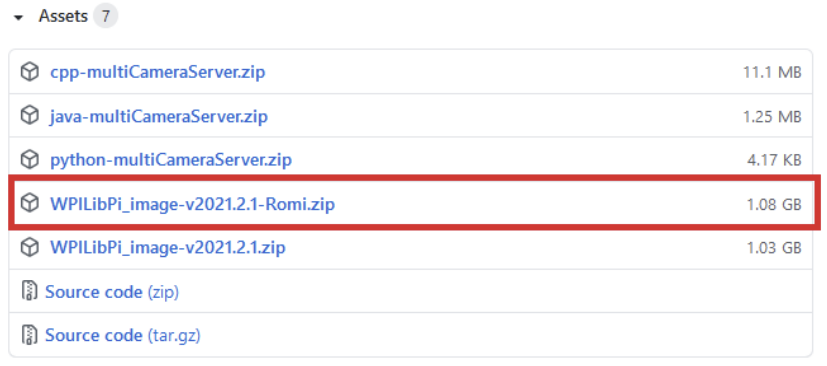 Assets 7
cpp-multiCameraServer.zip 11.1 MB
java-multiCameraServer.zip 1.25 MB
python-multiCameraServer.zip 4.17 KB
WPILibPi_image-v2021.2.1-Romi.zip 1.08 GB
WPILibPi_image-v2021.2.1.zip 1.03 GB
Source code (zip)
Source code (tar.gz)